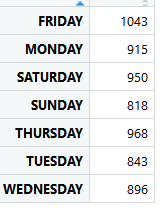 FRIDAY 1043
MONDAY 915
SATURDAY 950
SUNDAY 818
THURSDAY 968
TUESDAY 843
WEDNESDAY 896